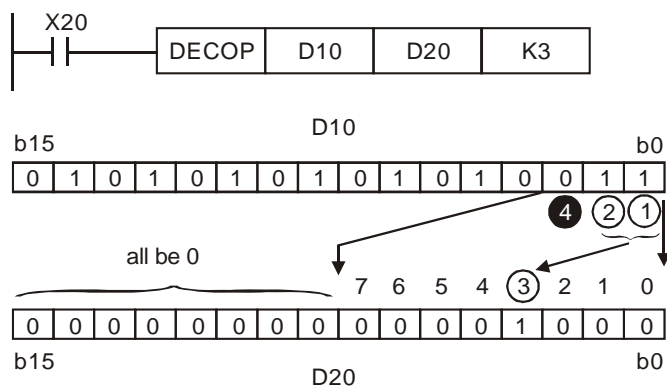 X20
DECOP D10 D20 K3
D10
b15 b0
0 1 0 1 0 1 0 1 0 1 0 1 0 0 0 1 1
4 2 1
all be 0
7 6 5 4 3 2 1 0
0 0 0 0 0 0 0 0 0 0 0 0 1 0 0 0
b15 b0
D20